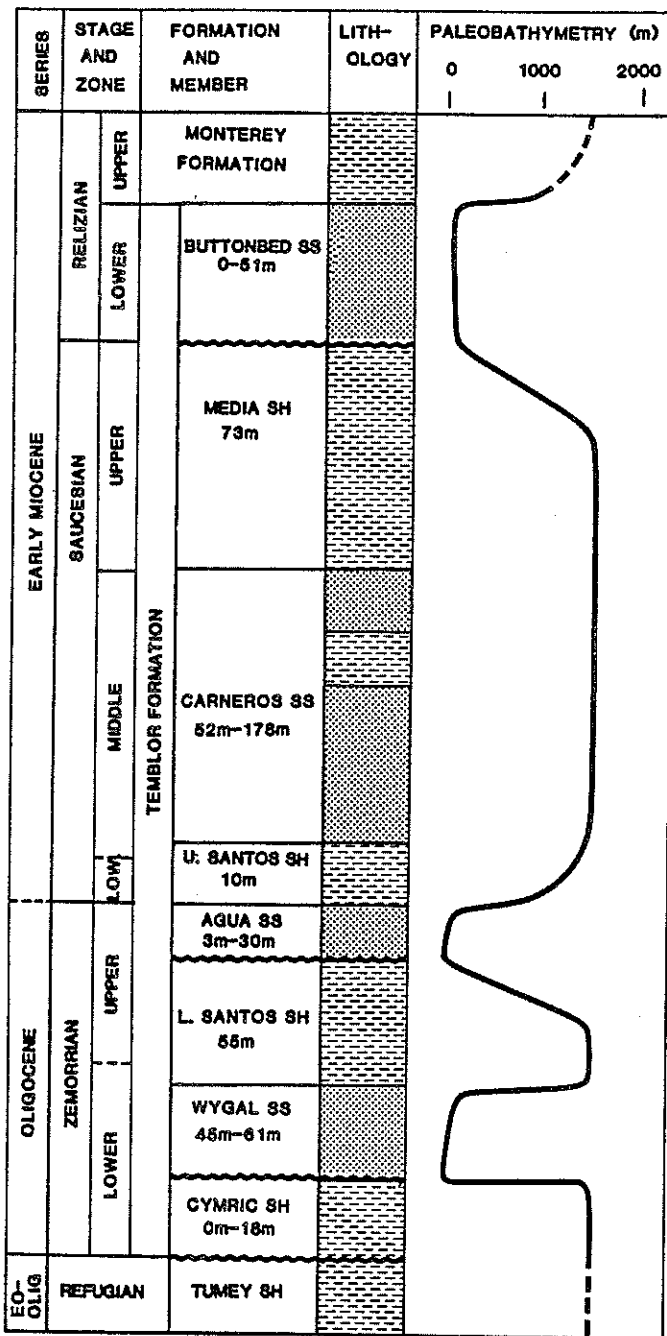 SERIES
STAGE
AND
ZONE
FORMATION
AND
MEMBER
LITH-
OLOGY
PALEOBATHYMETRY (m)
0 1000 2000
EARLY MIOCENE
RELIZIAN
UPPER
MONTEREY
FORMATION
LOWER
TEMBLOR FORMATION
BUTTONBED SS
0-51m
SAUCESIAN
UPPER
MEDIA SH
73m
MIDDLE
CARNEROS SS
52m-178m
LOW.
U. SANTOS SH
10m
OLIGOCENE
ZEMORRIAN
UPPER
AGUA SS
3m-30m
L. SANTOS SH
55m
LOWER
WYGAL SS
45m-61m
CYMRIC SH
0m-18m
EO-
OLIG
REFUGIAN
TUMEY SH